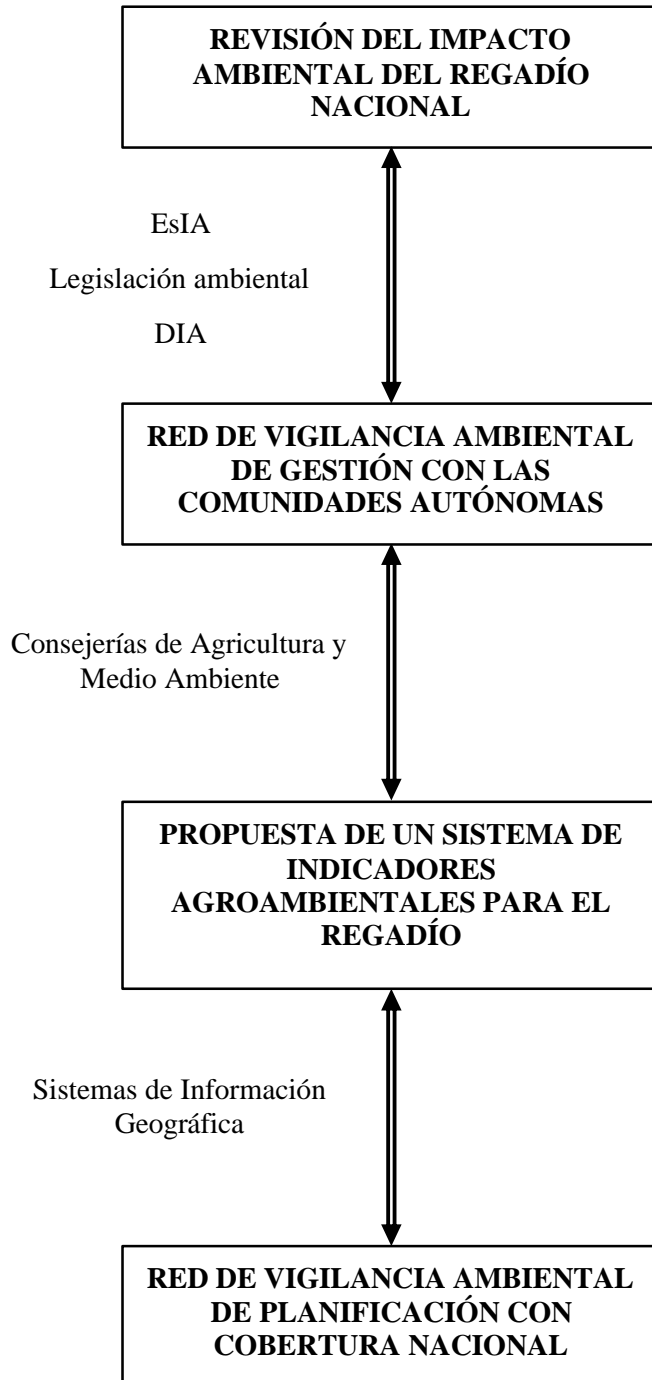 REVISIÓN DEL IMPACTO
AMBIENTAL DEL REGADÍO
NACIONAL
EsIA
Legislación ambiental
DIA
RED DE VIGILANCIA AMBIENTAL
DE GESTIÓN CON LAS
COMUNIDADES AUTÓNOMAS
Consejerías de Agricultura y
Medio Ambiente
PROPUESTA DE UN SISTEMA DE
INDICADORES
AGROAMBIENTALES PARA EL
REGADÍO
Sistemas de Información
Geográfica
RED DE VIGILANCIA AMBIENTAL
DE PLANIFICACIÓN CON
COBERTURA NACIONAL